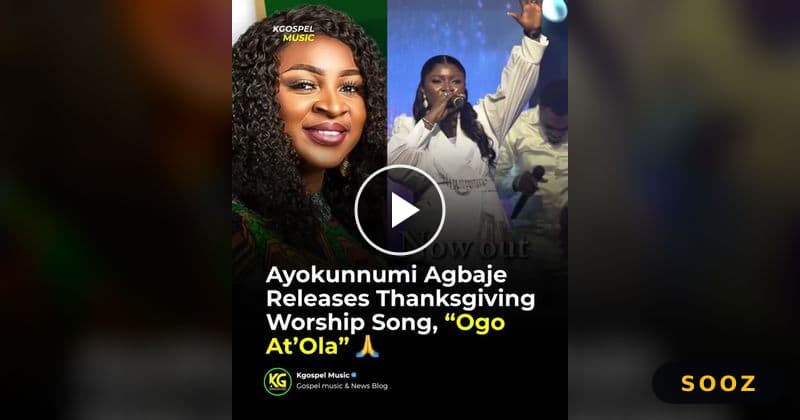 KGOSPEL
MUSIC
Now out
Ayokunnumi Agbaje
Releases Thanksgiving
Worship Song, “Ogo
At’Ola” 🙏
KG
Kgospel Music
Gospel music & News Blog
SOOZ